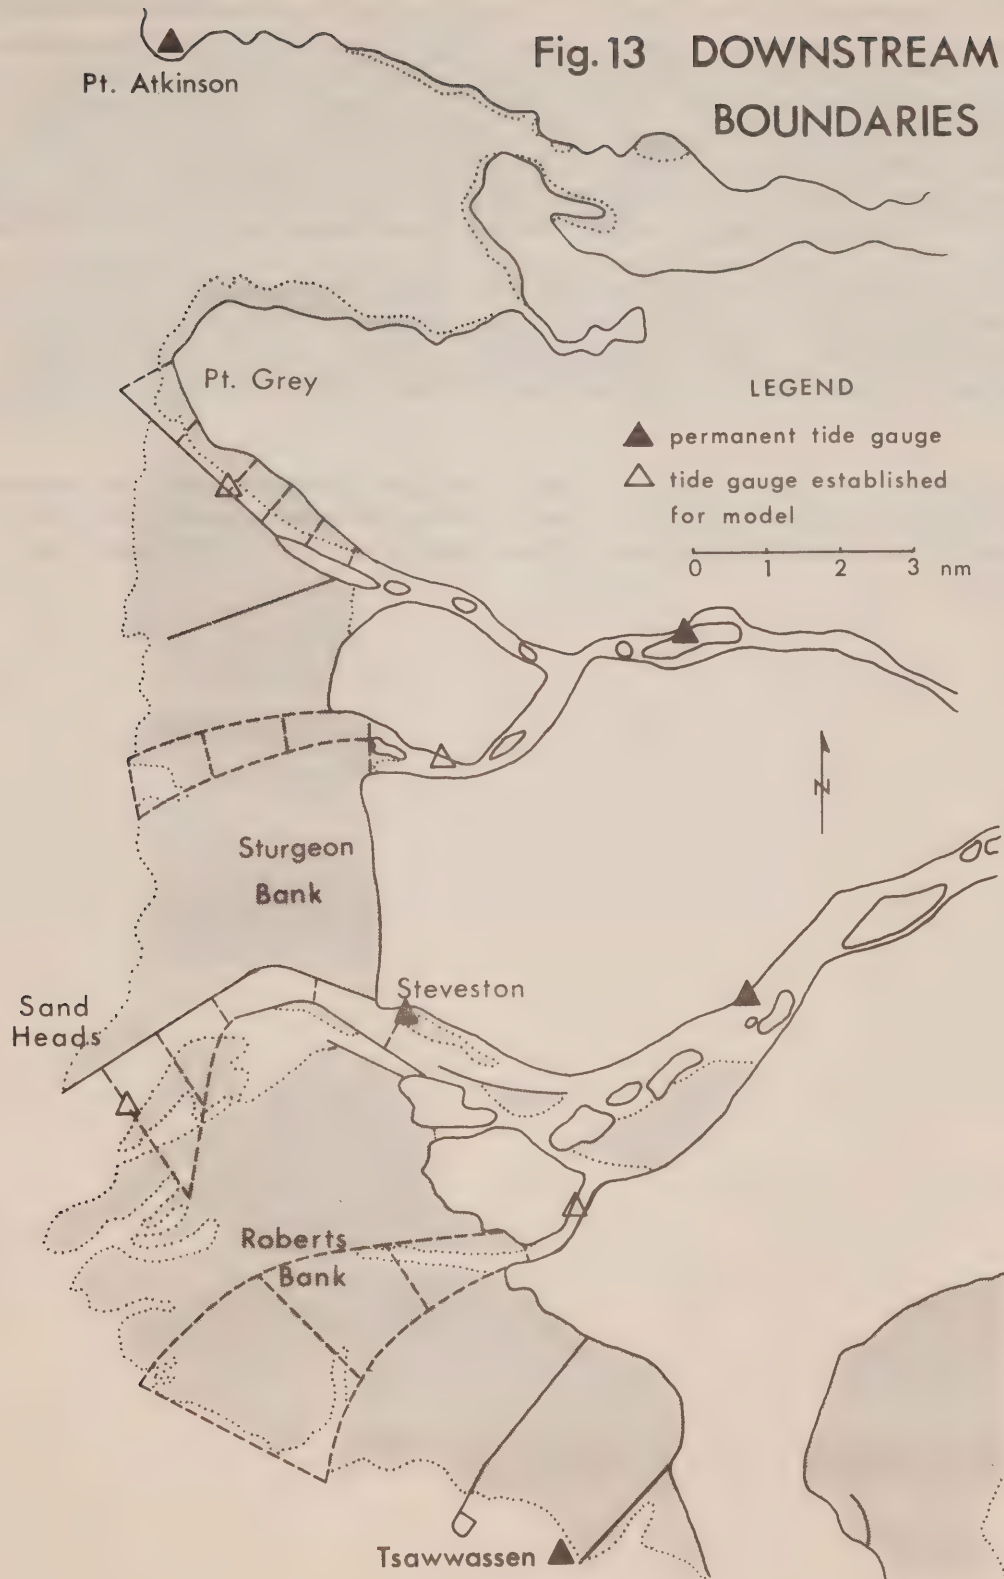 Fig. 13 DOWNSTREAM
BOUNDARIES
Pt. Atkinson
Pt. Grey
LEGEND
permanent tide gauge
tide gauge established
for model
0 1 2 3 nm
N
Sturgeon
Bank
Steveston
Sand
Heads
Roberts
Bank
Tsawwassen